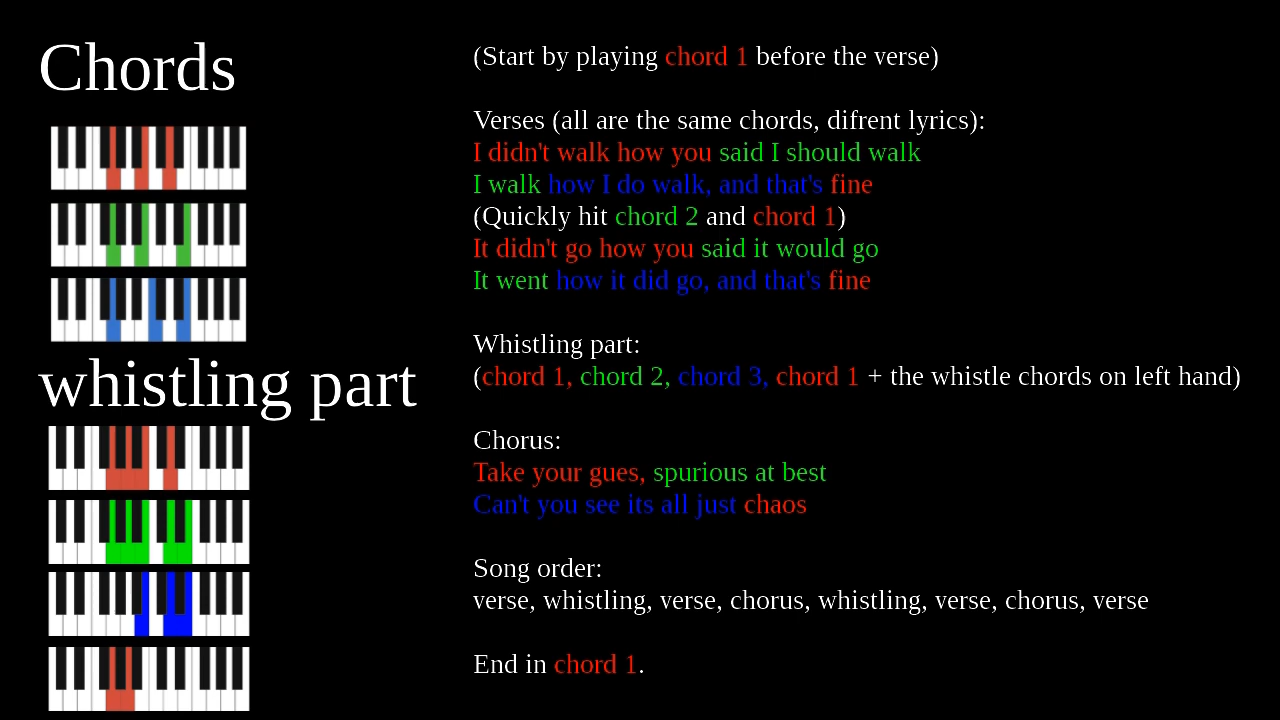 Chords
whistling part
(Start by playing chord 1 before the verse)
Verses (all are the same chords, difrent lyrics):
I didn't walk how you said I should walk
I walk how I do walk, and that's fine
(Quickly hit chord 2 and chord 1)
It didn't go how you said it would go
It went how it did go, and that's fine
Whistling part:
(chord 1, chord 2, chord 3, chord 1 + the whistle chords on left hand)
Chorus:
Take your gues, spurious at best
Can't you see its all just chaos
Song order:
verse, whistling, verse, chorus, whistling, verse, chorus, verse
End in chord 1.